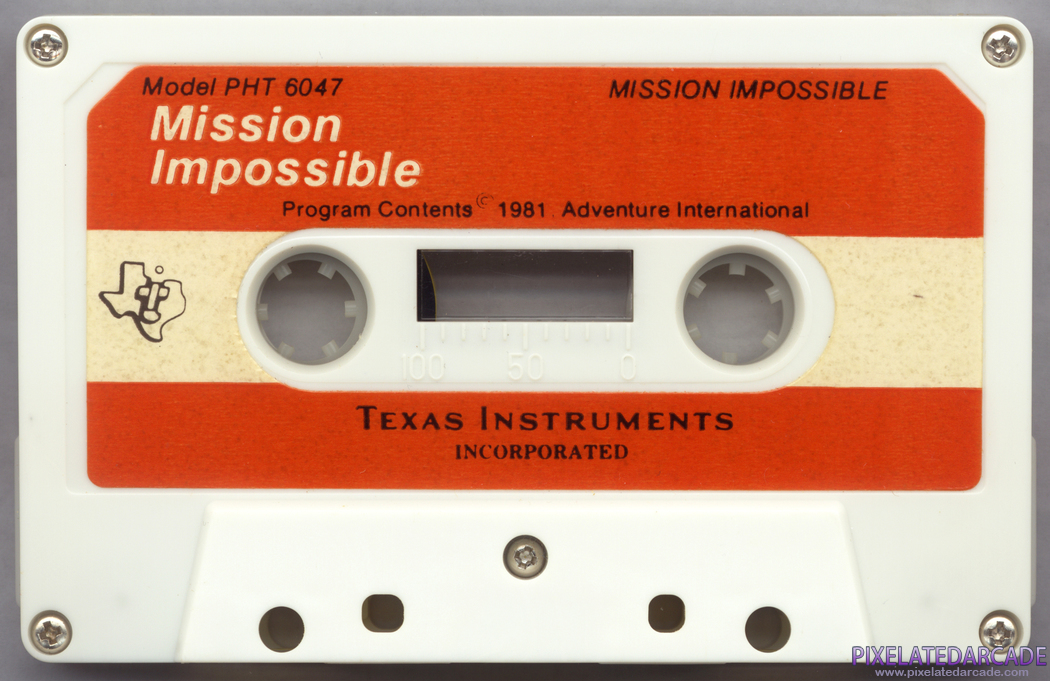 Model PHT 6047
MISSION IMPOSSIBLE
Mission
Impossible
Program Contents © 1981 Adventure International
TI
100 50 0
TEXAS INSTRUMENTS
INCORPORATED
PIXELATEDARCADE
www.pixelatedarcade.com